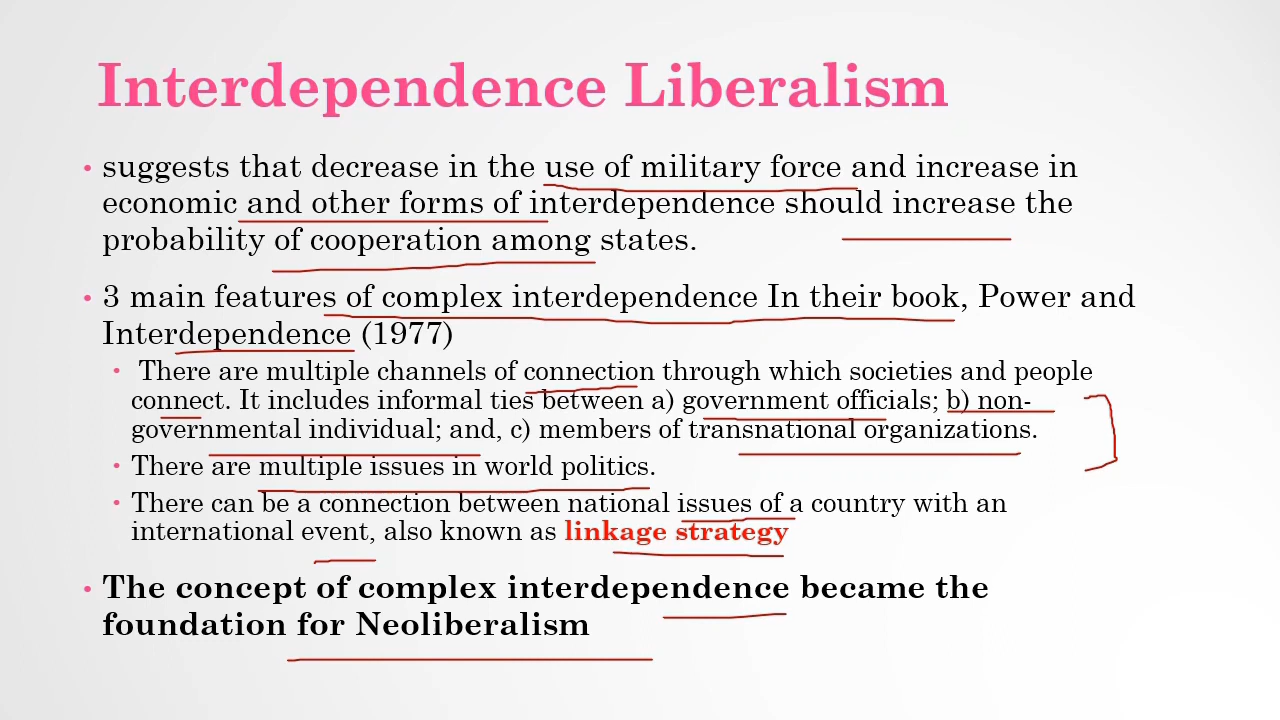 Interdependence Liberalism
• suggests that decrease in the use of military force and increase in
economic and other forms of interdependence should increase the
probability of cooperation among states.
• 3 main features of complex interdependence In their book, Power and
Interdependence (1977)
• There are multiple channels of connection through which societies and people
connect. It includes informal ties between a) government officials; b) non-
governmental individual; and, c) members of transnational organizations.
• There are multiple issues in world politics.
• There can be a connection between national issues of a country with an
international event, also known as linkage strategy
• The concept of complex interdependence became the
foundation for Neoliberalism